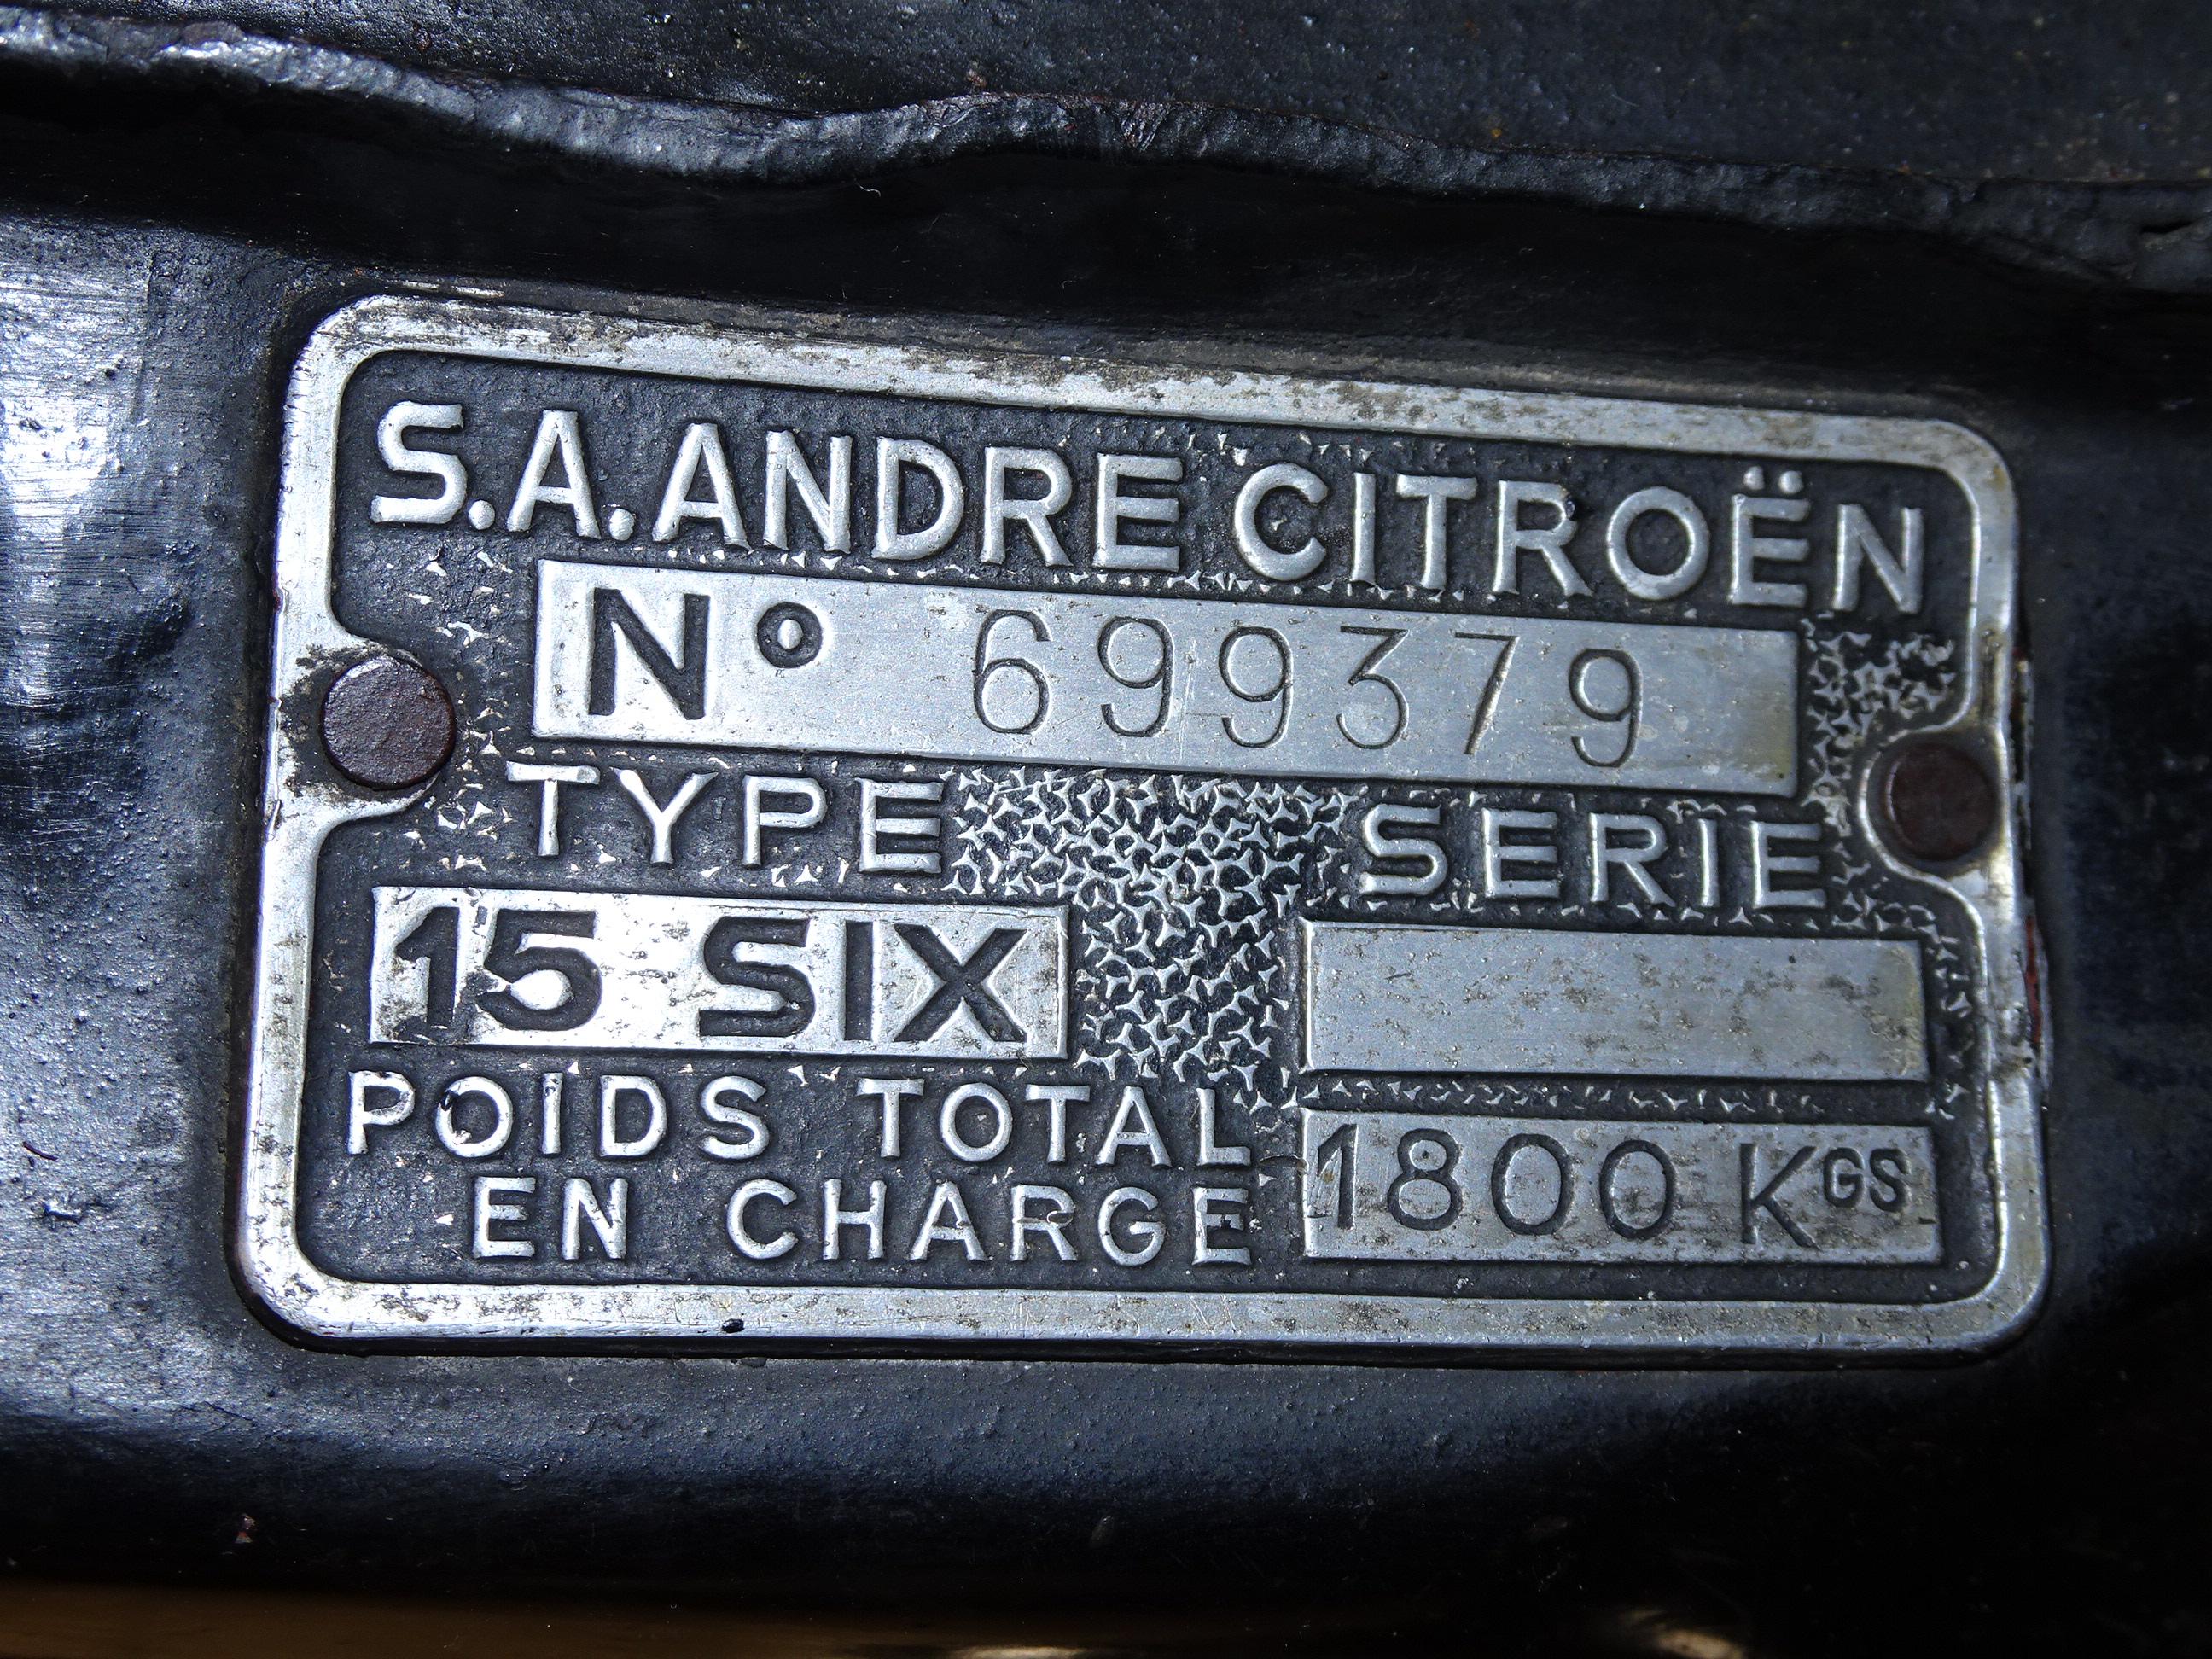 S.A. ANDRE CITROËN
N° 699379
TYPE SERIE
15 SIX
POIDS TOTAL
EN CHARGE 1800 KGS